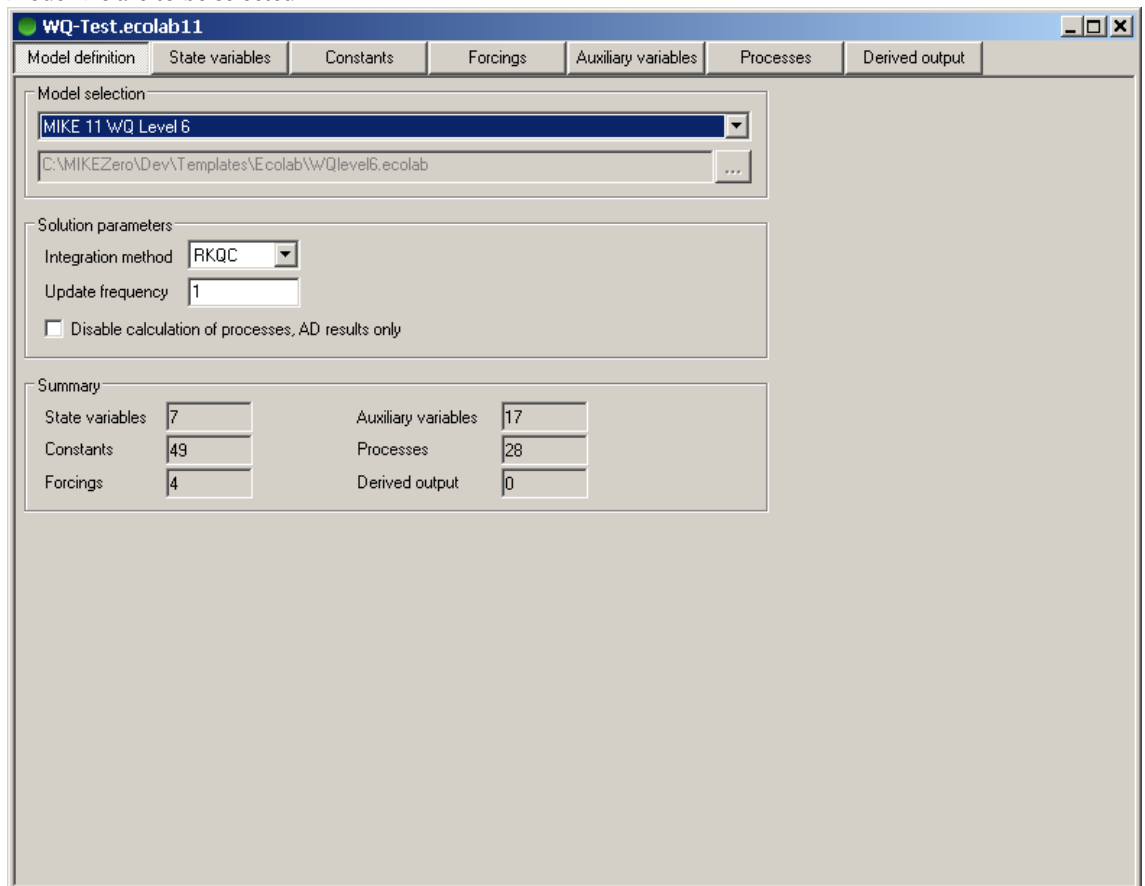 WQ-Test.ecolab11
Model definition State variables Constants Forcings Auxiliary variables Processes Derived output
Model selection
MIKE 11 WQ Level 6
C:\MIKEZero\Dev\Templates\Ecolab\WQlevel6.ecolab ...
Solution parameters
Integration method RKQC
Update frequency 1
Disable calculation of processes, AD results only
Summary
State variables 7 Auxiliary variables 17
Constants 49 Processes 28
Forcings 4 Derived output 0